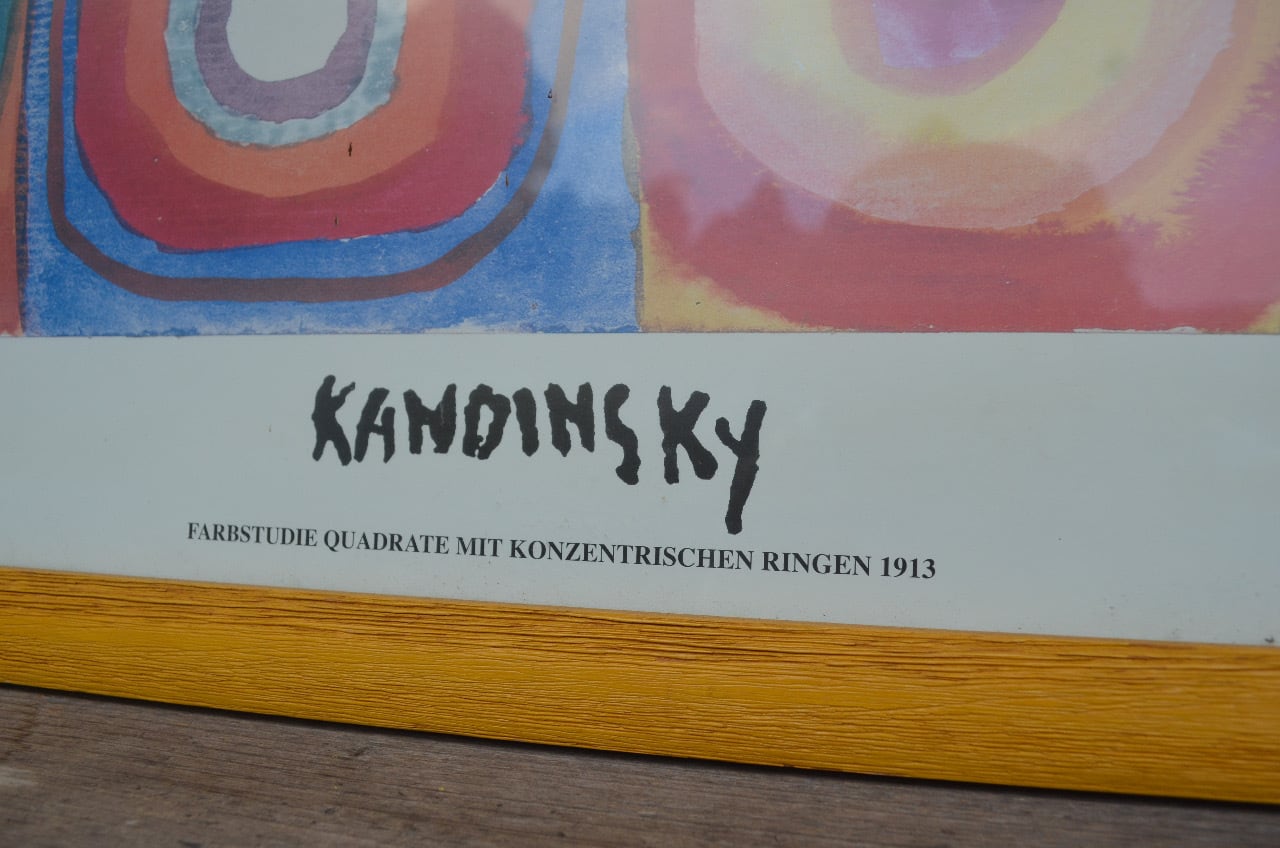 KANDINSKY
FARBSTUDIE QUADRATE MIT KONZENTRISCHEN RINGEN 1913